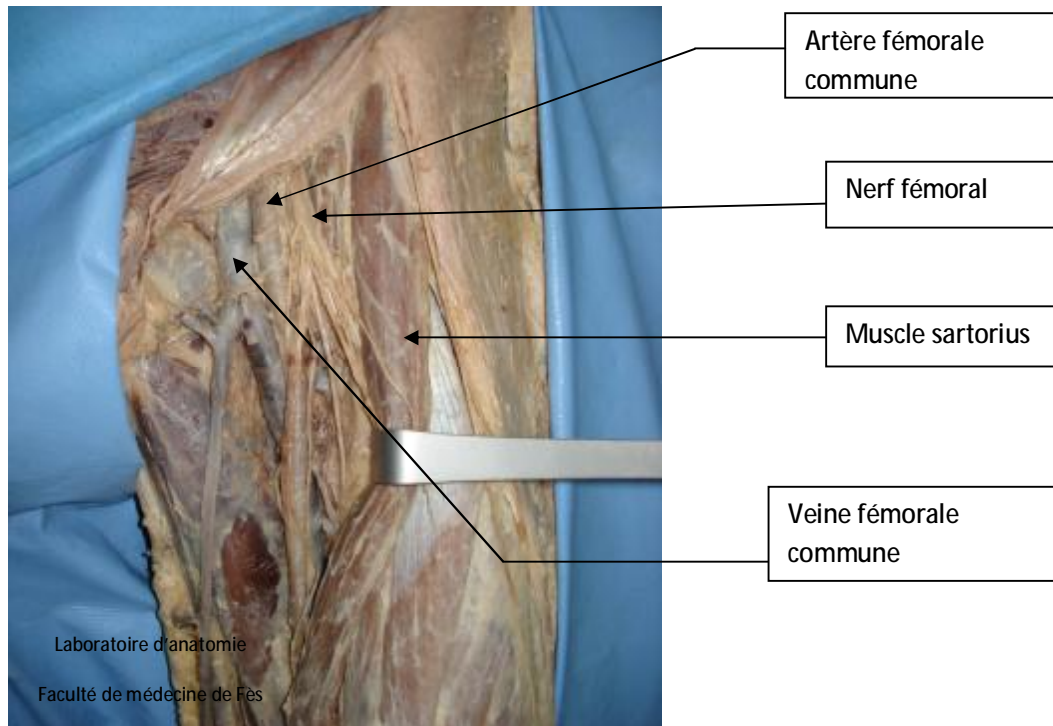 Artère fémorale
commune
Nerf fémoral
Muscle sartorius
Veine fémorale
commune
Laboratoire d'anatomie
Faculté de médecine de Fès